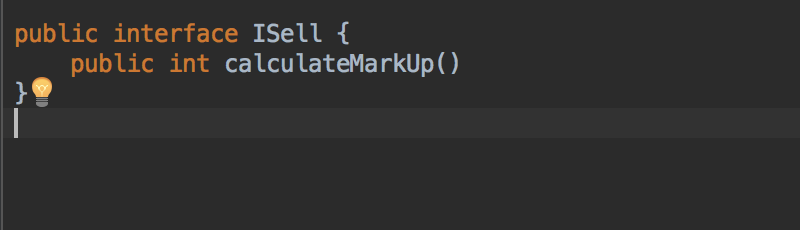 public interface ISell {
    public int calculateMarkUp()
}